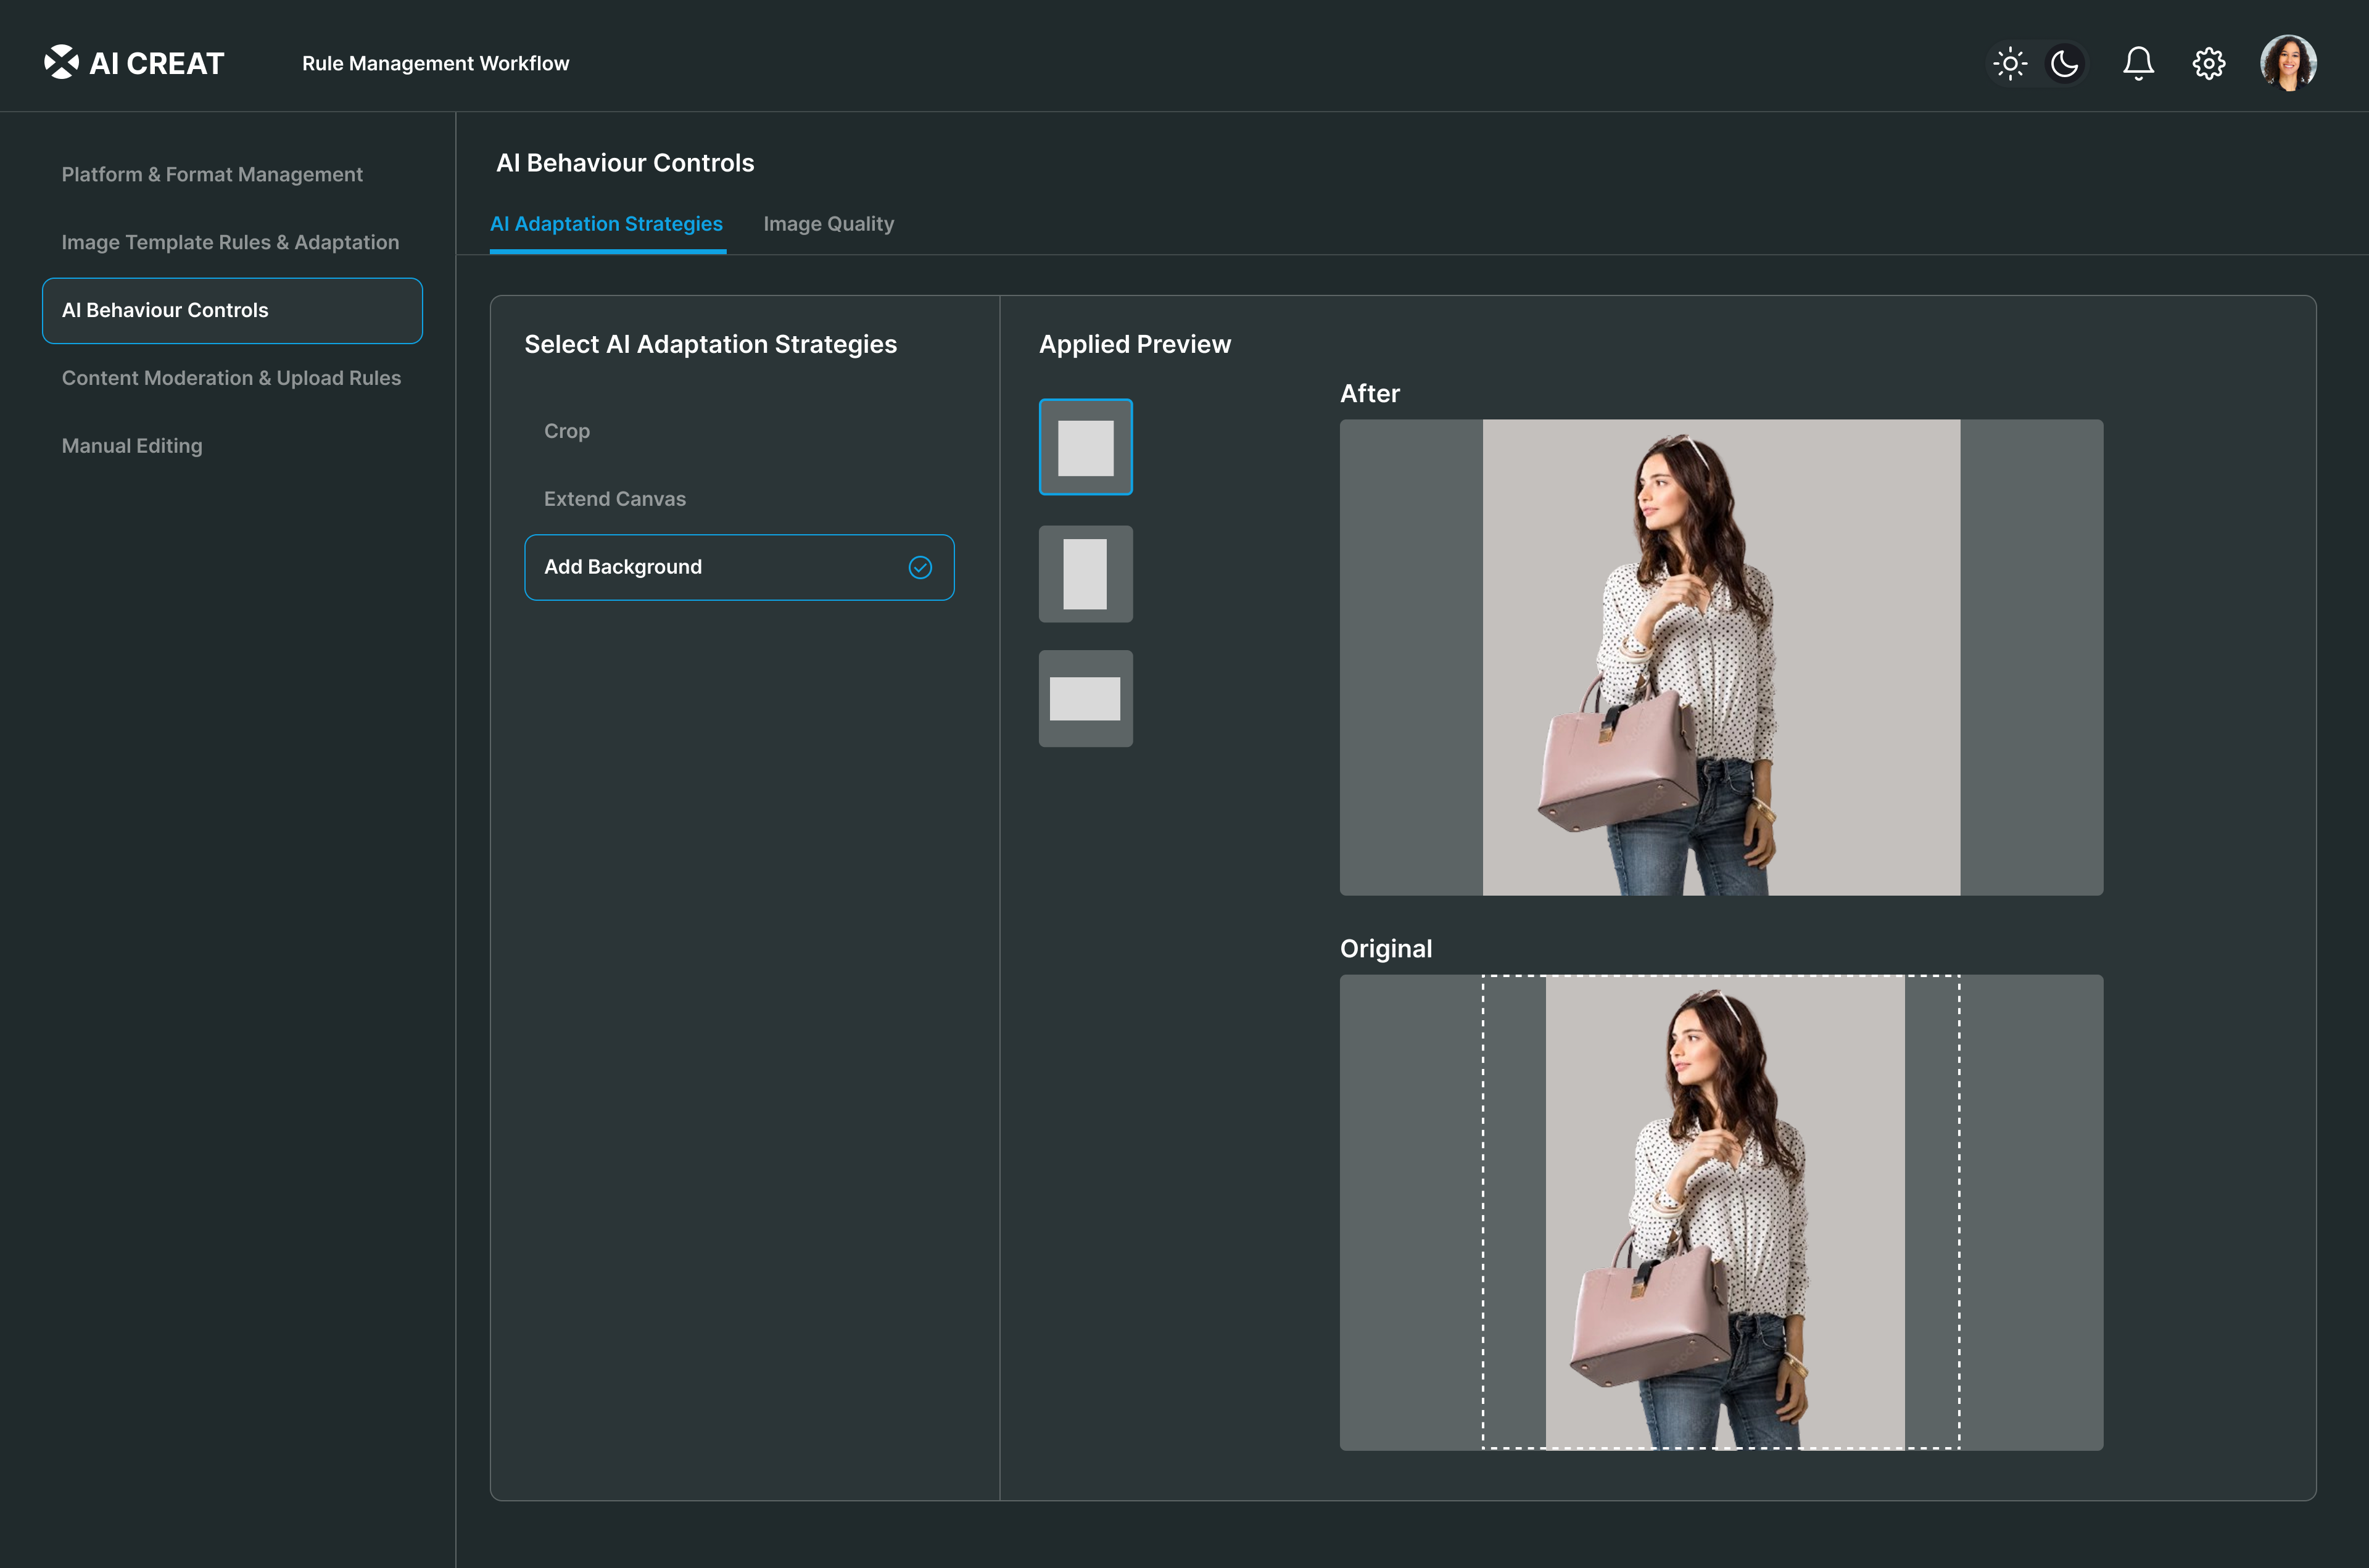 AI CREAT
Rule Management Workflow
Platform & Format Management
Image Template Rules & Adaptation
AI Behaviour Controls
Content Moderation & Upload Rules
Manual Editing
AI Behaviour Controls
AI Adaptation Strategies
Image Quality
Select AI Adaptation Strategies
Crop
Extend Canvas
Add Background
Applied Preview
After
Original